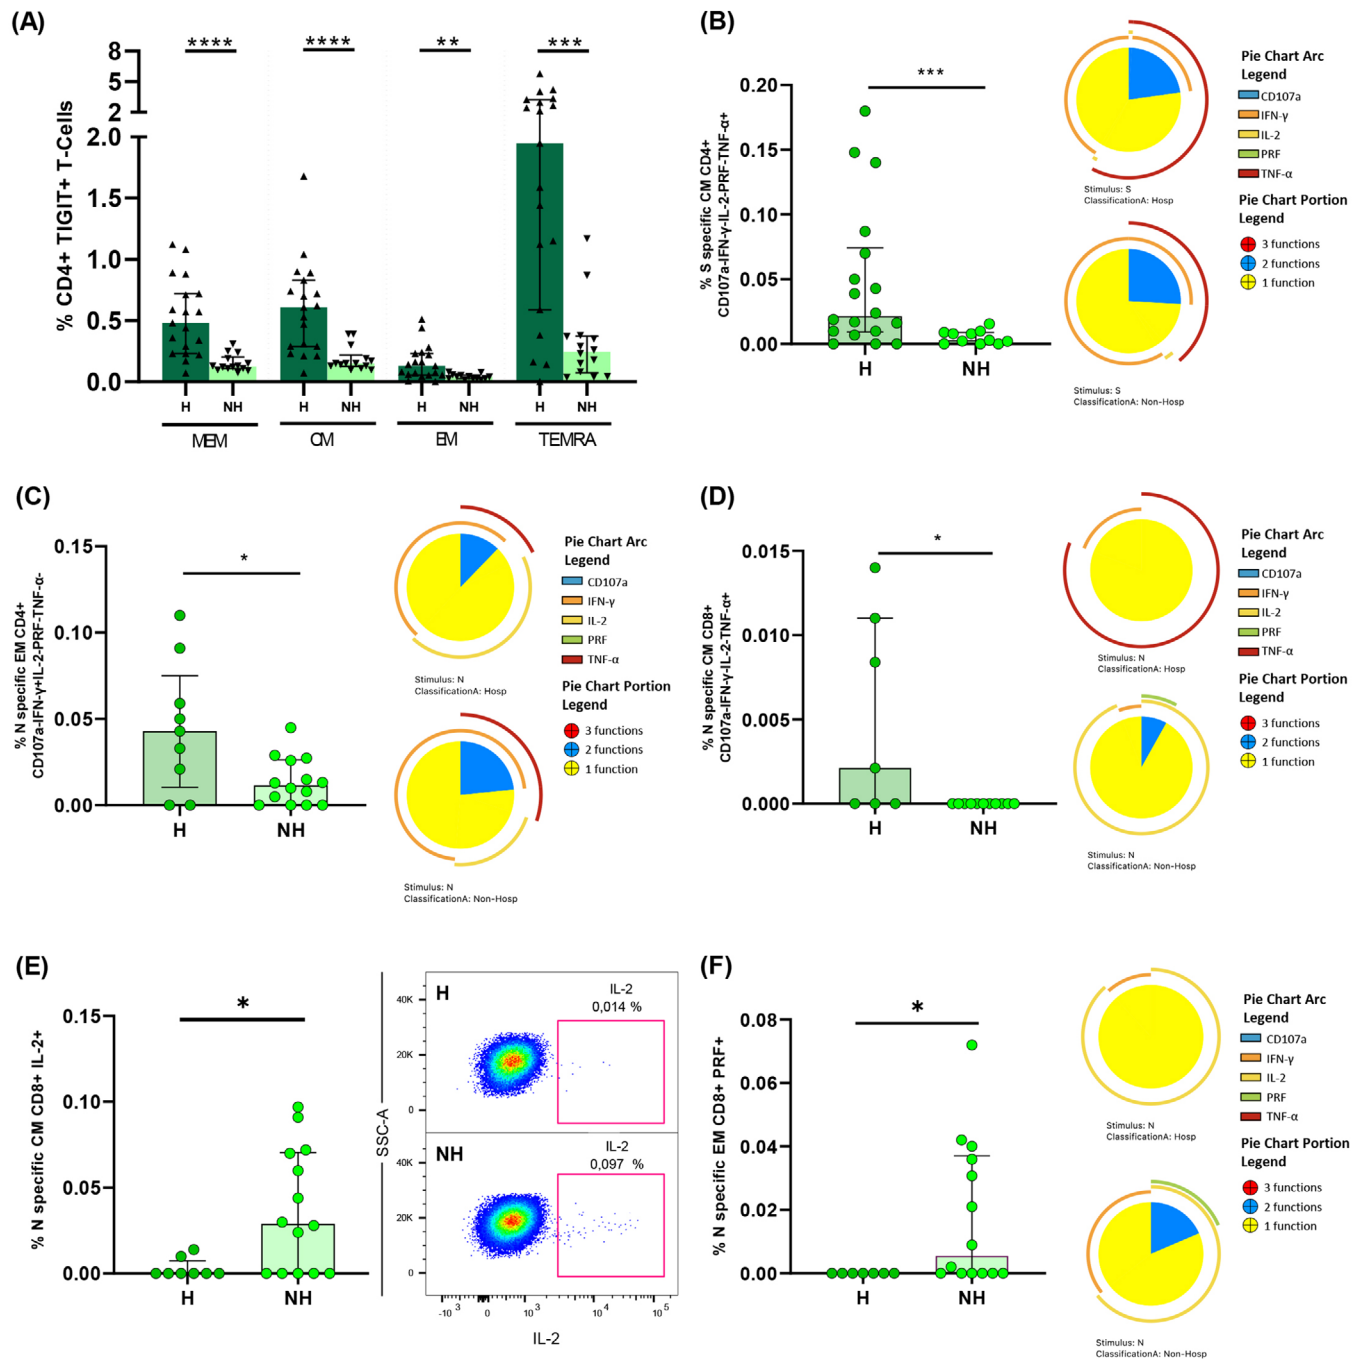 (A)
% CD4+ TIGIT+ T-Cells
8
5
2
2.0
1.5
1.0
0.5
0.0
****
****
**
***
H NH H NH H NH H NH
MEM CM EM TEMRA
(B)
% S specific CM CD4+
CD107a-IFN-γ-IL-2-PRF-TNF-α+
0.20
0.15
0.10
0.05
0.00
***
H NH
Stimulus: S
ClassificationA: Hosp
Stimulus: S
ClassificationA: Non-Hosp
Pie Chart Arc
Legend
CD107a
IFN-γ
IL-2
PRF
TNF-α
Pie Chart Portion
Legend
3 functions
2 functions
1 function
(C)
% N specific EM CD4+
CD107a-IFN-γ+IL-2-PRF-TNF-α-
0.15
0.10
0.05
0.00
*
H NH
Stimulus: N
ClassificationA: Hosp
Stimulus: N
ClassificationA: Non-Hosp
Pie Chart Arc
Legend
CD107a
IFN-γ
IL-2
PRF
TNF-α
Pie Chart Portion
Legend
3 functions
2 functions
1 function
(D)
% N specific CM CD8+
CD107a-IFN-γ-IL-2-TNF-α+
0.015
0.010
0.005
0.000
*
H NH
Stimulus: N
ClassificationA: Hosp
Stimulus: N
ClassificationA: Non-Hosp
Pie Chart Arc
Legend
CD107a
IFN-γ
IL-2
PRF
TNF-α
Pie Chart Portion
Legend
3 functions
2 functions
1 function
(E)
% N specific CM CD8+ IL-2+
0.15
0.10
0.05
0.00
*
H NH
SSC-A
H
IL-2
0,014 %
40K
20K
0
NH
IL-2
0,097 %
40K
20K
0
-10 3 0 10 3 10 4 10 5
IL-2
(F)
% N specific EM CD8+ PRF+
0.08
0.06
0.04
0.02
0.00
*
H NH
Stimulus: N
ClassificationA: Hosp
Stimulus: N
ClassificationA: Non-Hosp
Pie Chart Arc
Legend
CD107a
IFN-γ
IL-2
PRF
TNF-α
Pie Chart Portion
Legend
3 functions
2 functions
1 function